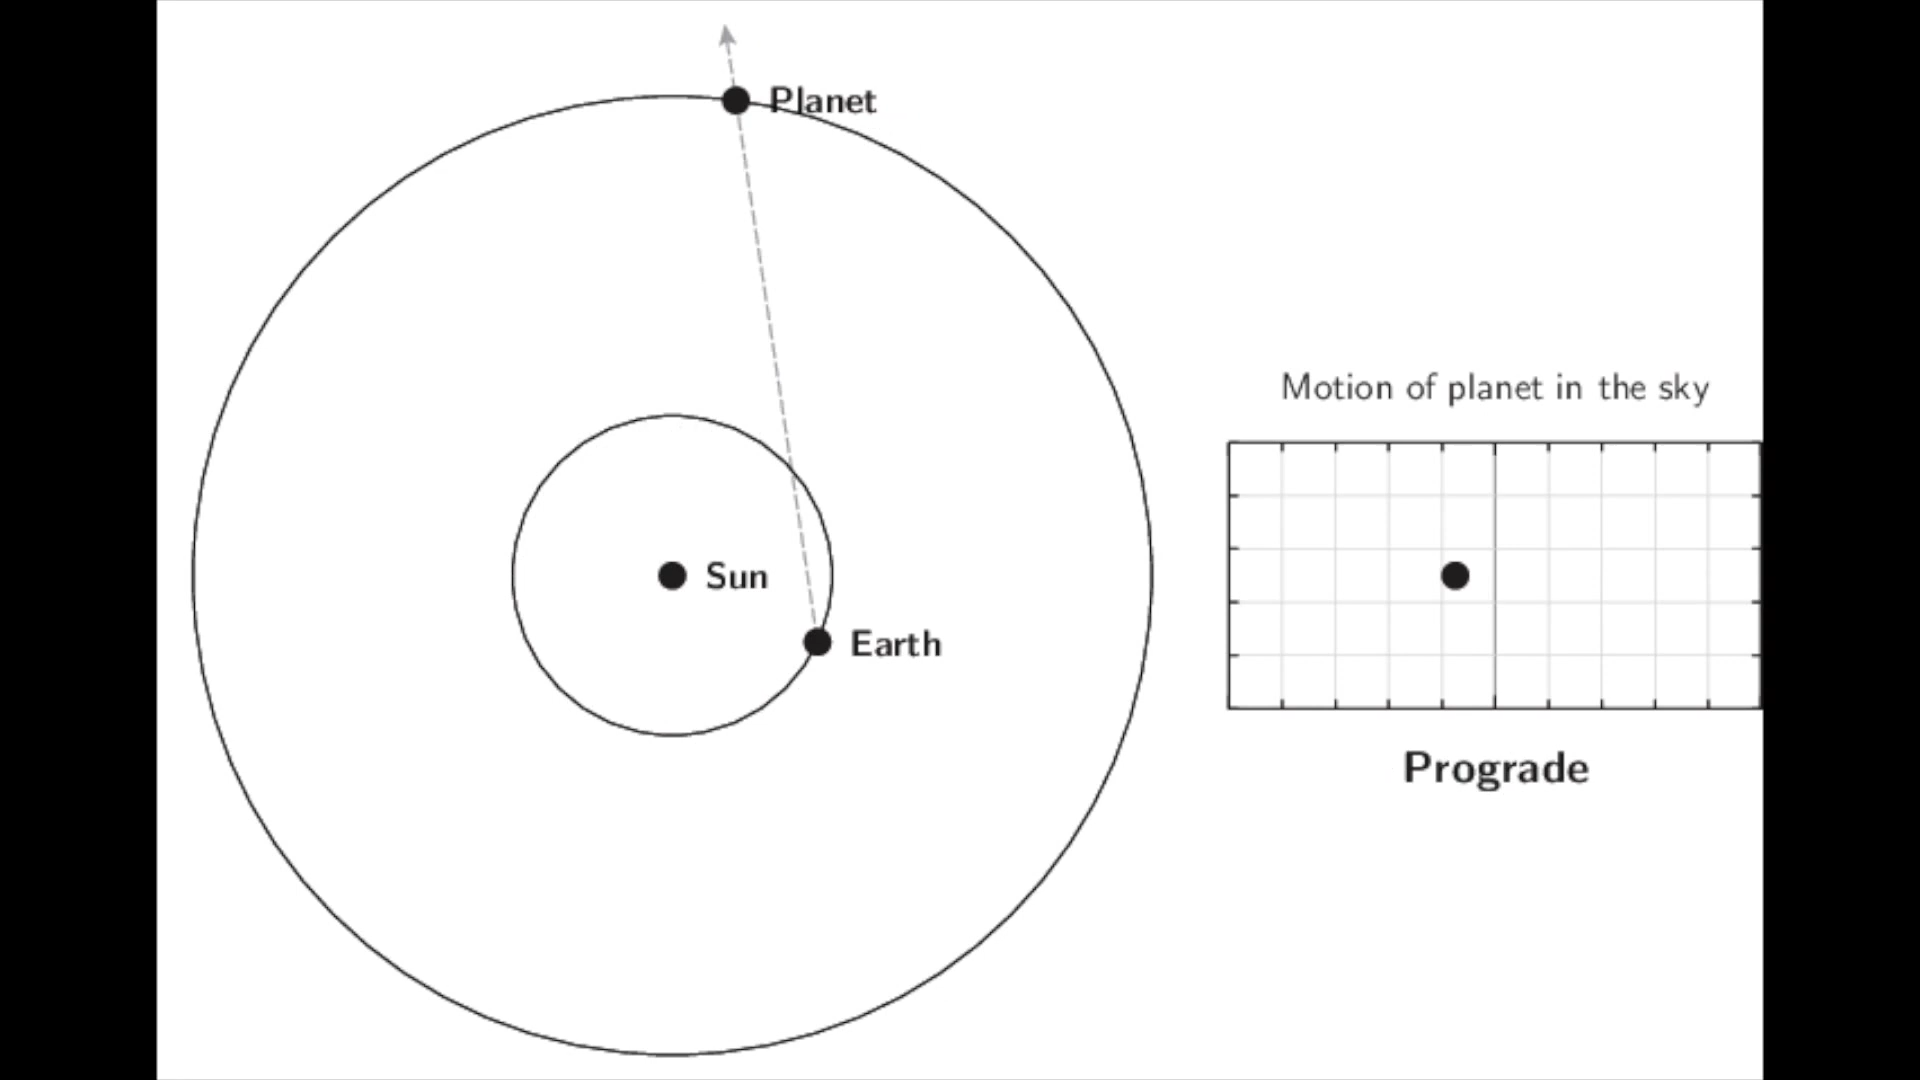 Planet
Sun
Earth
Motion of planet in the sky
Prograde